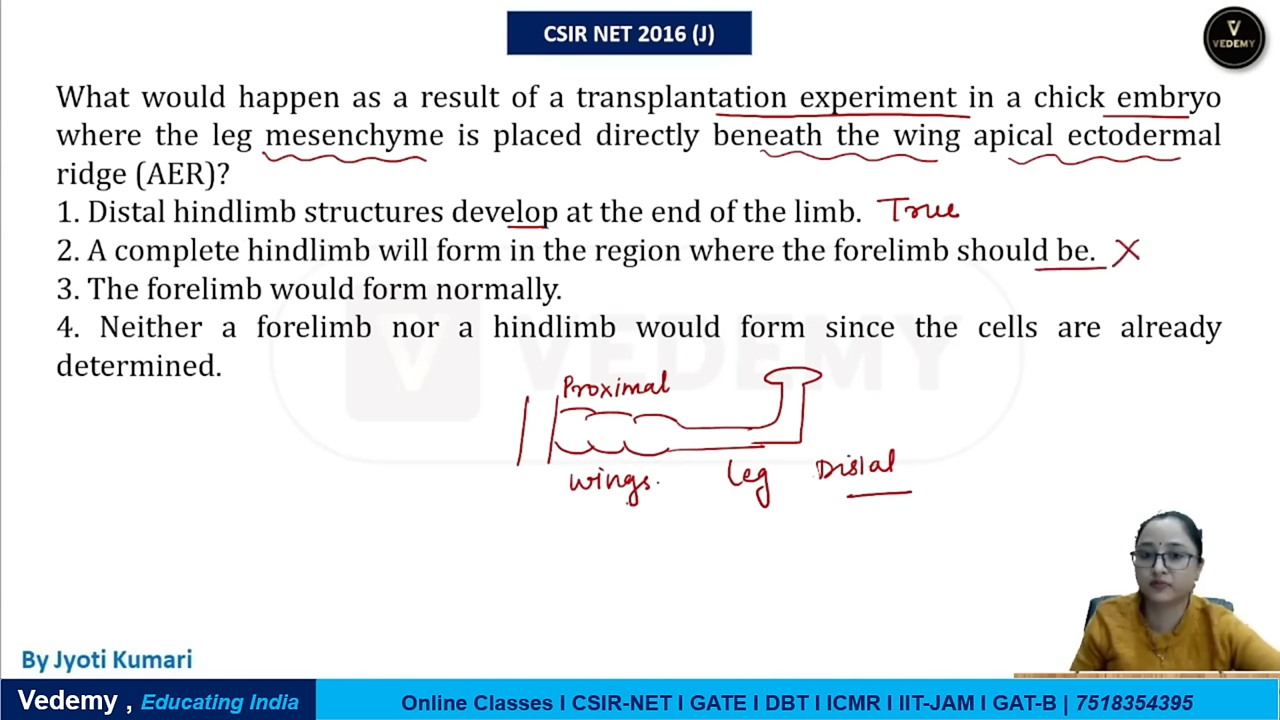 CSIR NET 2016 (J)
VEDEMY
What would happen as a result of a transplantation experiment in a chick embryo
where the leg mesenchyme is placed directly beneath the wing apical ectodermal
ridge (AER)?
1. Distal hindlimb structures develop at the end of the limb. True
2. A complete hindlimb will form in the region where the forelimb should be. X
3. The forelimb would form normally.
4. Neither a forelimb nor a hindlimb would form since the cells are already
determined.
VEDEMY
Proximal
wings. leg Distal
By Jyoti Kumari
Vedemy , Educating India
Online Classes I CSIR-NET I GATE I DBT I ICMR I IIT-JAM I GAT-B | 7518354395